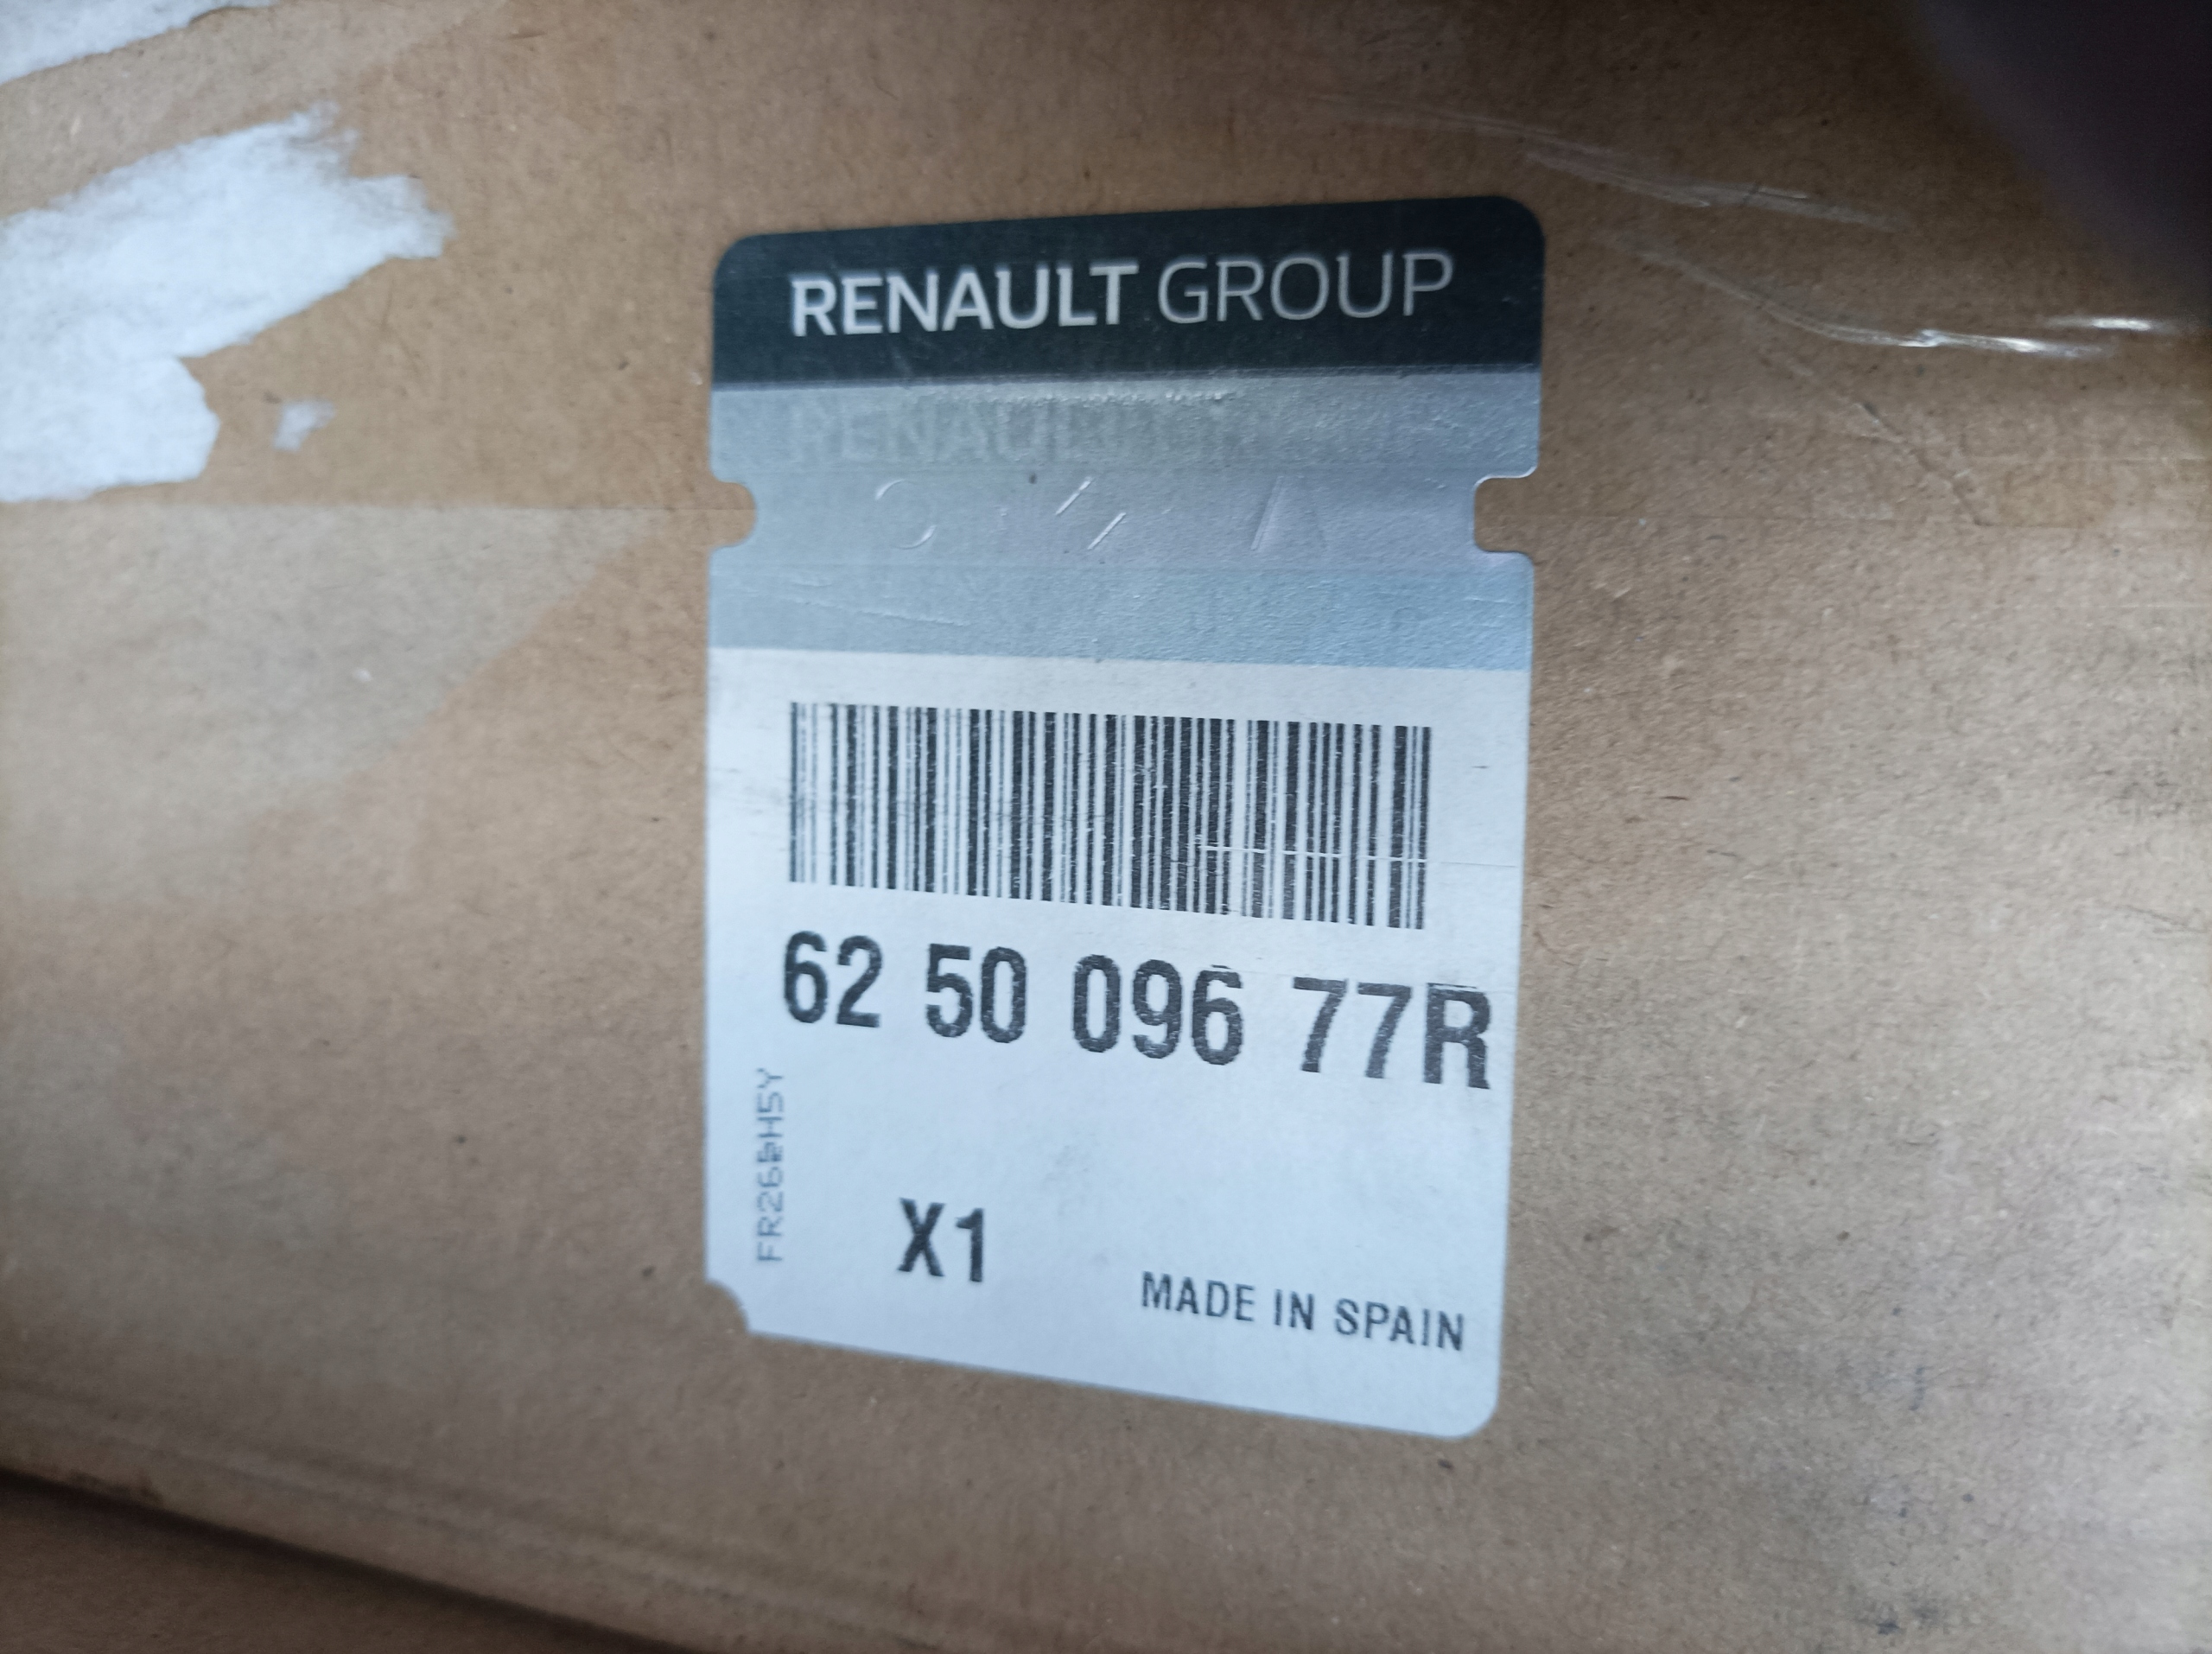 RENAULT GROUP
62 50 096 77R
X1
MADE IN SPAIN